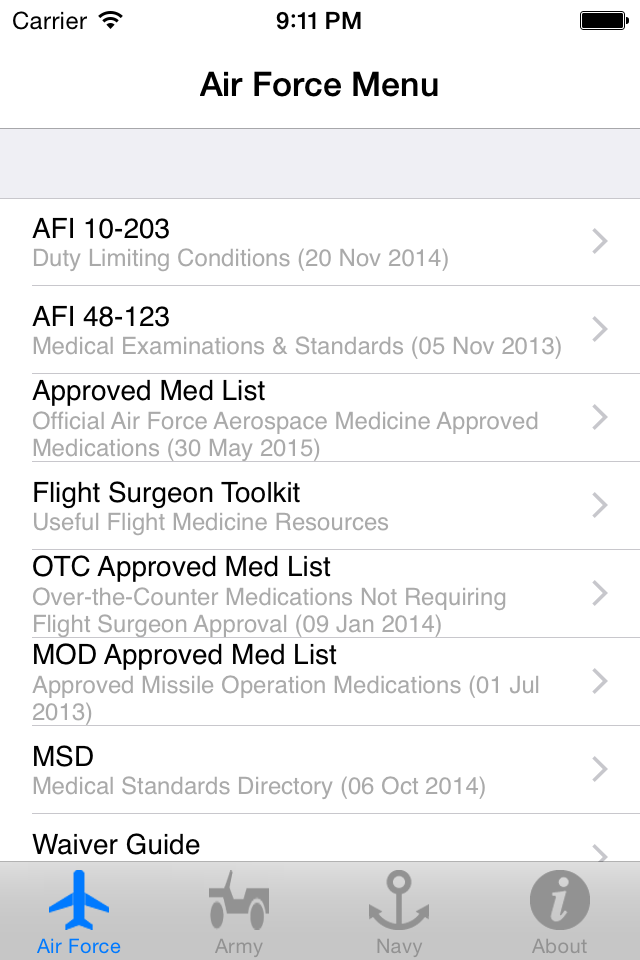 Carrier 9:11 PM
Air Force Menu
AFI 10-203
Duty Limiting Conditions (20 Nov 2014)
AFI 48-123
Medical Examinations & Standards (05 Nov 2013)
Approved Med List
Official Air Force Aerospace Medicine Approved
Medications (30 May 2015)
Flight Surgeon Toolkit
Useful Flight Medicine Resources
OTC Approved Med List
Over-the-Counter Medications Not Requiring
Flight Surgeon Approval (09 Jan 2014)
MOD Approved Med List
Approved Missile Operation Medications (01 Jul
2013)
MSD
Medical Standards Directory (06 Oct 2014)
Waiver Guide
Air Force Army Navy About